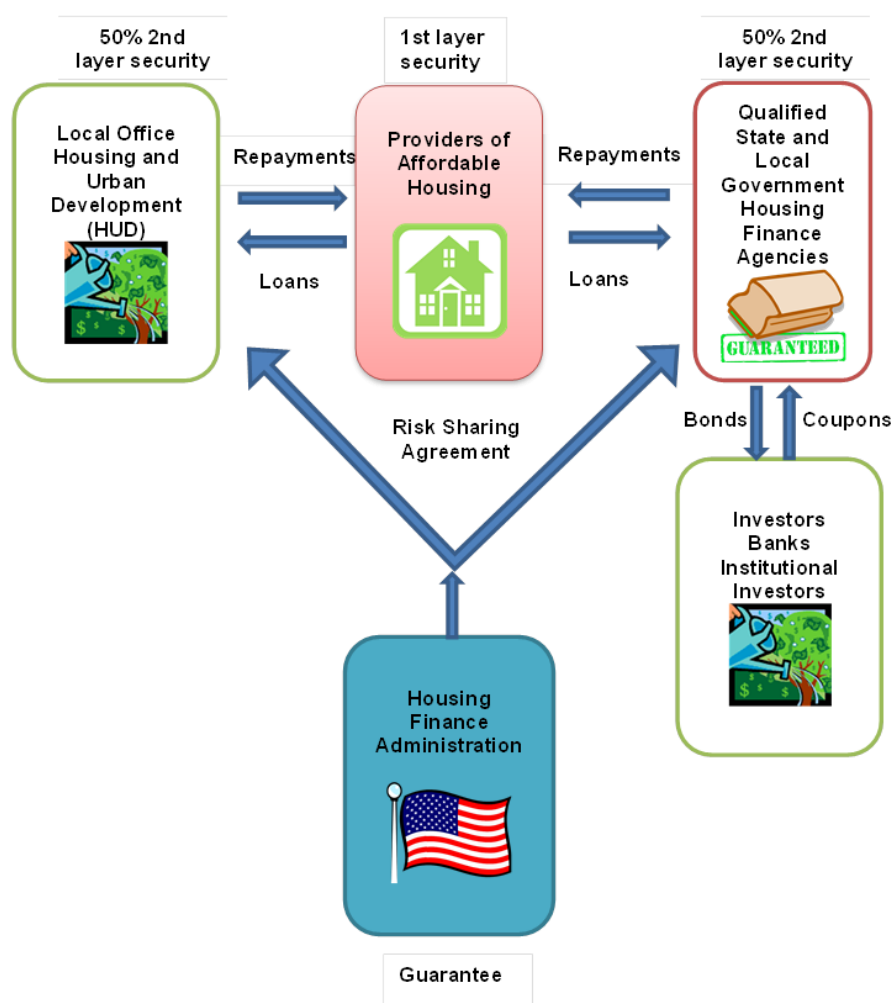 50% 2nd
layer security
1st layer
security
50% 2nd
layer security
Local Office
Housing and
Urban
Development
(HUD)
$ $ $ $
Repayments
Loans
Providers of
Affordable
Housing
Repayments
Loans
Qualified
State and
Local
Government
Housing
Finance
Agencies
GUARANTEED
Risk Sharing
Agreement
Bonds
Coupons
Investors
Banks
Institutional
Investors
$ $ $ $
Housing
Finance
Administration
Guarantee